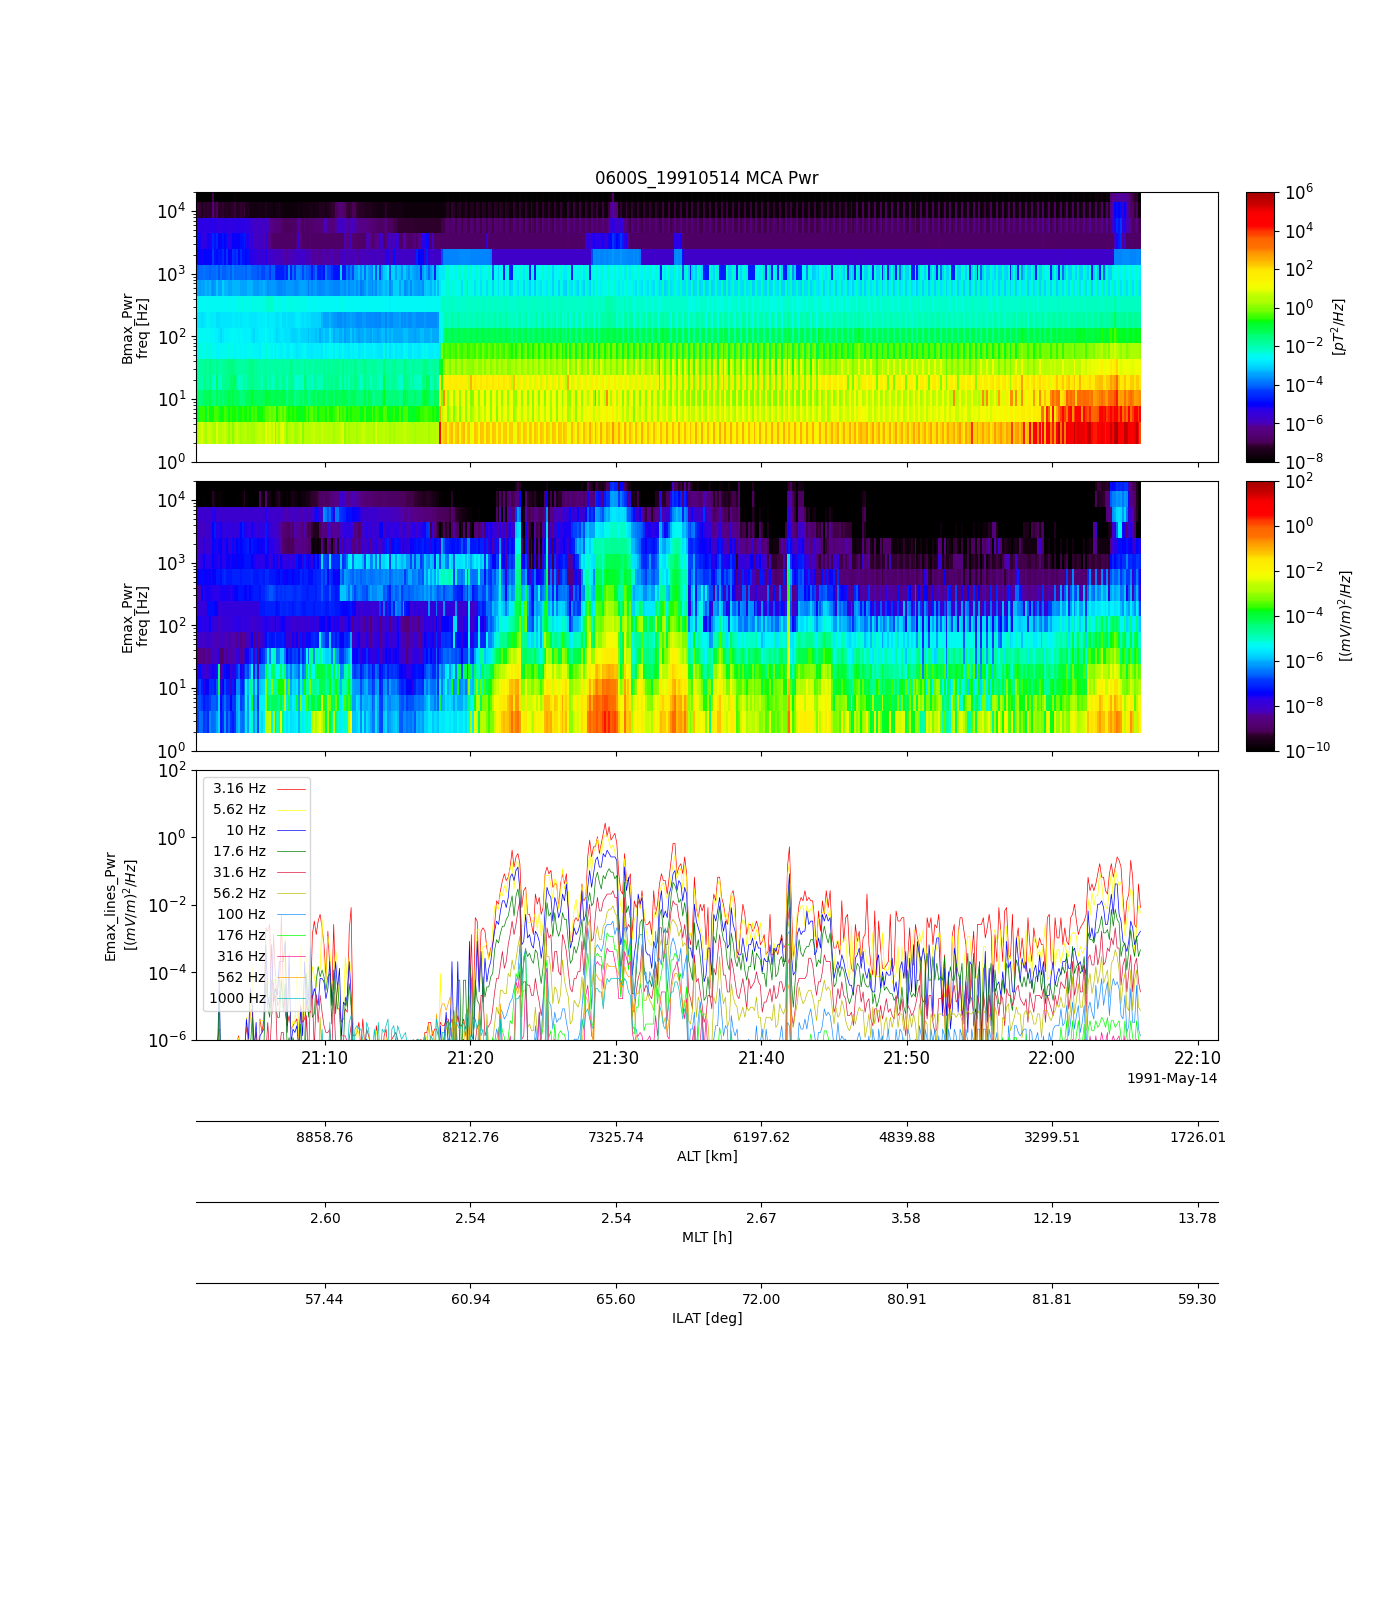 0600S_19910514 MCA Pwr
Bmax_Pwr
freq [Hz]
10^4
10^3
10^2
10^1
10^0
10^6
10^4
10^2
10^0
10^-2
10^-4
10^-6
10^-8
[pT^2/Hz]
Emax_Pwr
freq [Hz]
10^4
10^3
10^2
10^1
10^0
10^2
10^0
10^-2
10^-4
10^-6
10^-8
10^-10
[(mV/m)^2/Hz]
Emax_lines_Pwr
[(mV/m)^2/Hz]
10^2
10^0
10^-2
10^-4
10^-6
3.16 Hz
5.62 Hz
10 Hz
17.6 Hz
31.6 Hz
56.2 Hz
100 Hz
176 Hz
316 Hz
562 Hz
1000 Hz
21:10 21:20 21:30 21:40 21:50 22:00 22:10
1991-May-14
8858.76 8212.76 7325.74 6197.62 4839.88 3299.51 1726.01
ALT [km]
2.60 2.54 2.54 2.67 3.58 12.19 13.78
MLT [h]
57.44 60.94 65.60 72.00 80.91 81.81 59.30
ILAT [deg]